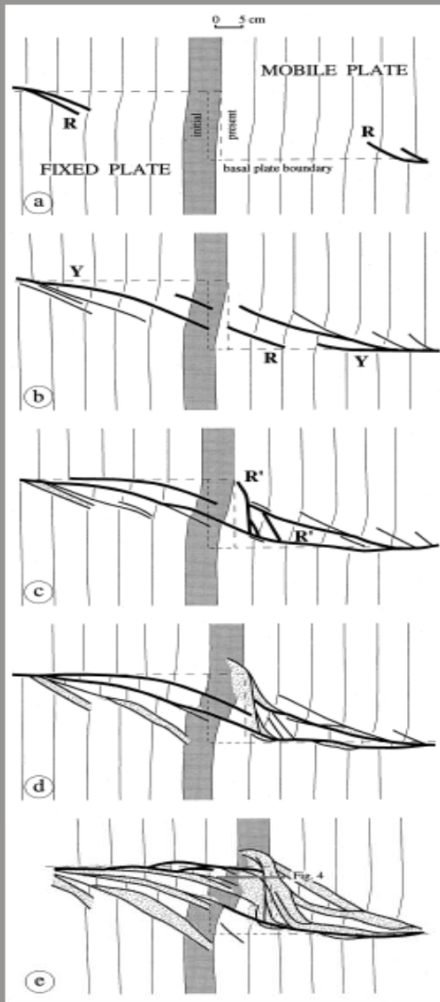 0 5 cm
MOBILE PLATE
initial
present
R
R
FIXED PLATE
basal plate boundary
a
Y
R
Y
b
R'
R'
c
d
Fig. 4
e